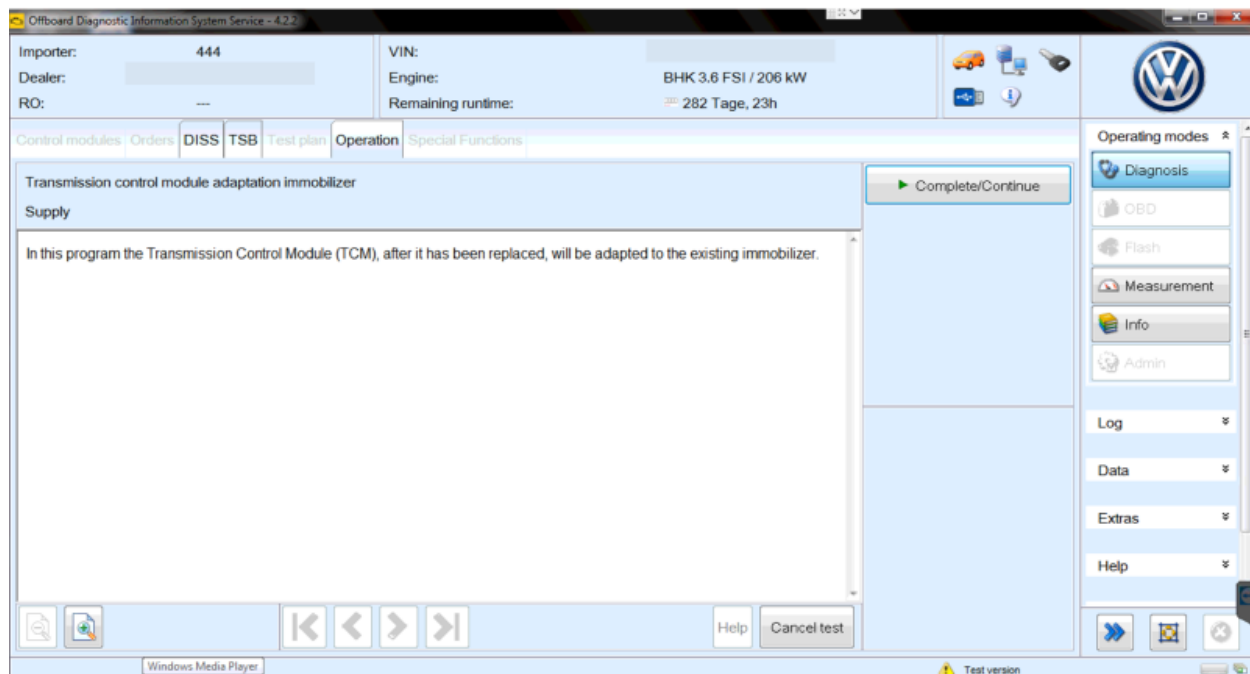 Offboard Diagnostic Information System Service - 4.2.2
Importer: 444
Dealer:
RO: ---
VIN:
Engine: BHK 3.6 FSI / 206 kW
Remaining runtime: 282 Tage, 23h
Control modules Orders DISS TSB Test plan Operation Special Functions
Transmission control module adaptation immobilizer
Supply
Complete/Continue
In this program the Transmission Control Module (TCM), after it has been replaced, will be adapted to the existing immobilizer.
Help Cancel test
Operating modes
Diagnosis
OBD
Flash
Measurement
Info
Admin
Log
Data
Extras
Help
Windows Media Player
Test version